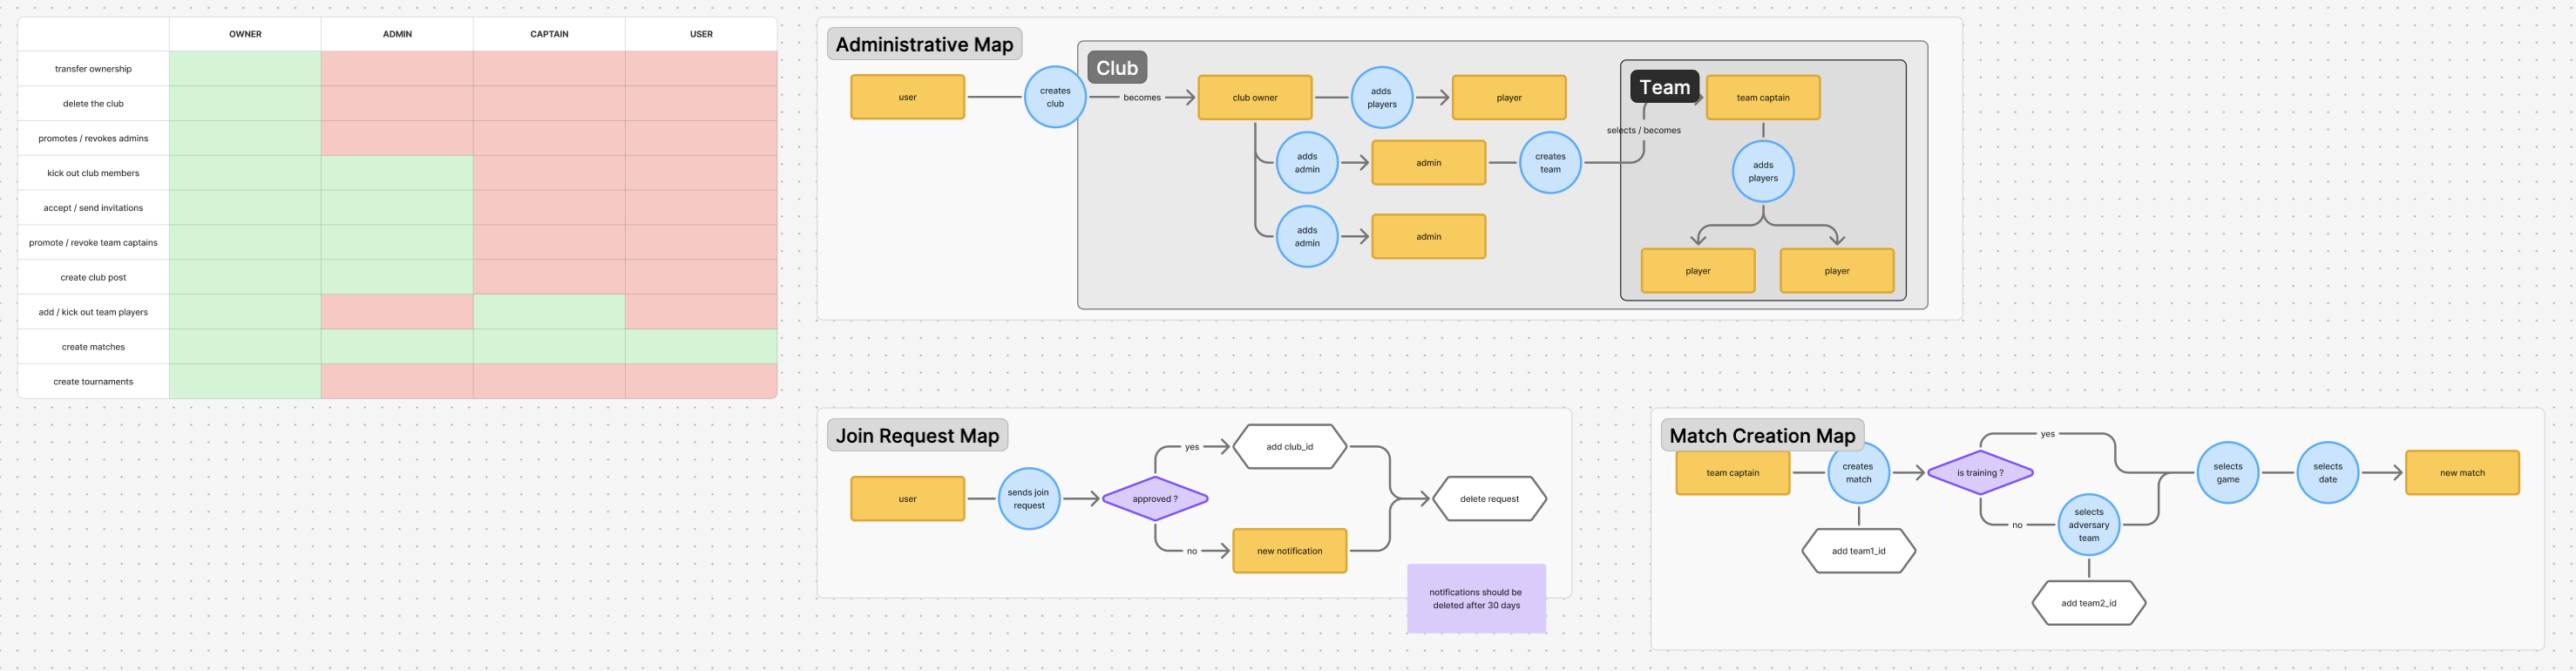 OWNER ADMIN CAPTAIN USER
transfer ownership
delete the club
promotes / revokes admins
kick out club members
accept / send invitations
promote / revoke team captains
create club post
add / kick out team players
create matches
create tournaments
Administrative Map
Club
Team
user
creates
club
becomes
club owner
adds
players
player
team captain
selects / becomes
adds
admin
admin
creates
team
adds
players
adds
admin
admin
player
player
Join Request Map
user
sends join
request
approved ?
yes
add club_id
no
new notification
delete request
notifications should be
deleted after 30 days
Match Creation Map
team captain
creates
match
add team1_id
is training ?
yes
no
selects
adversary
team
add team2_id
selects
game
selects
date
new match